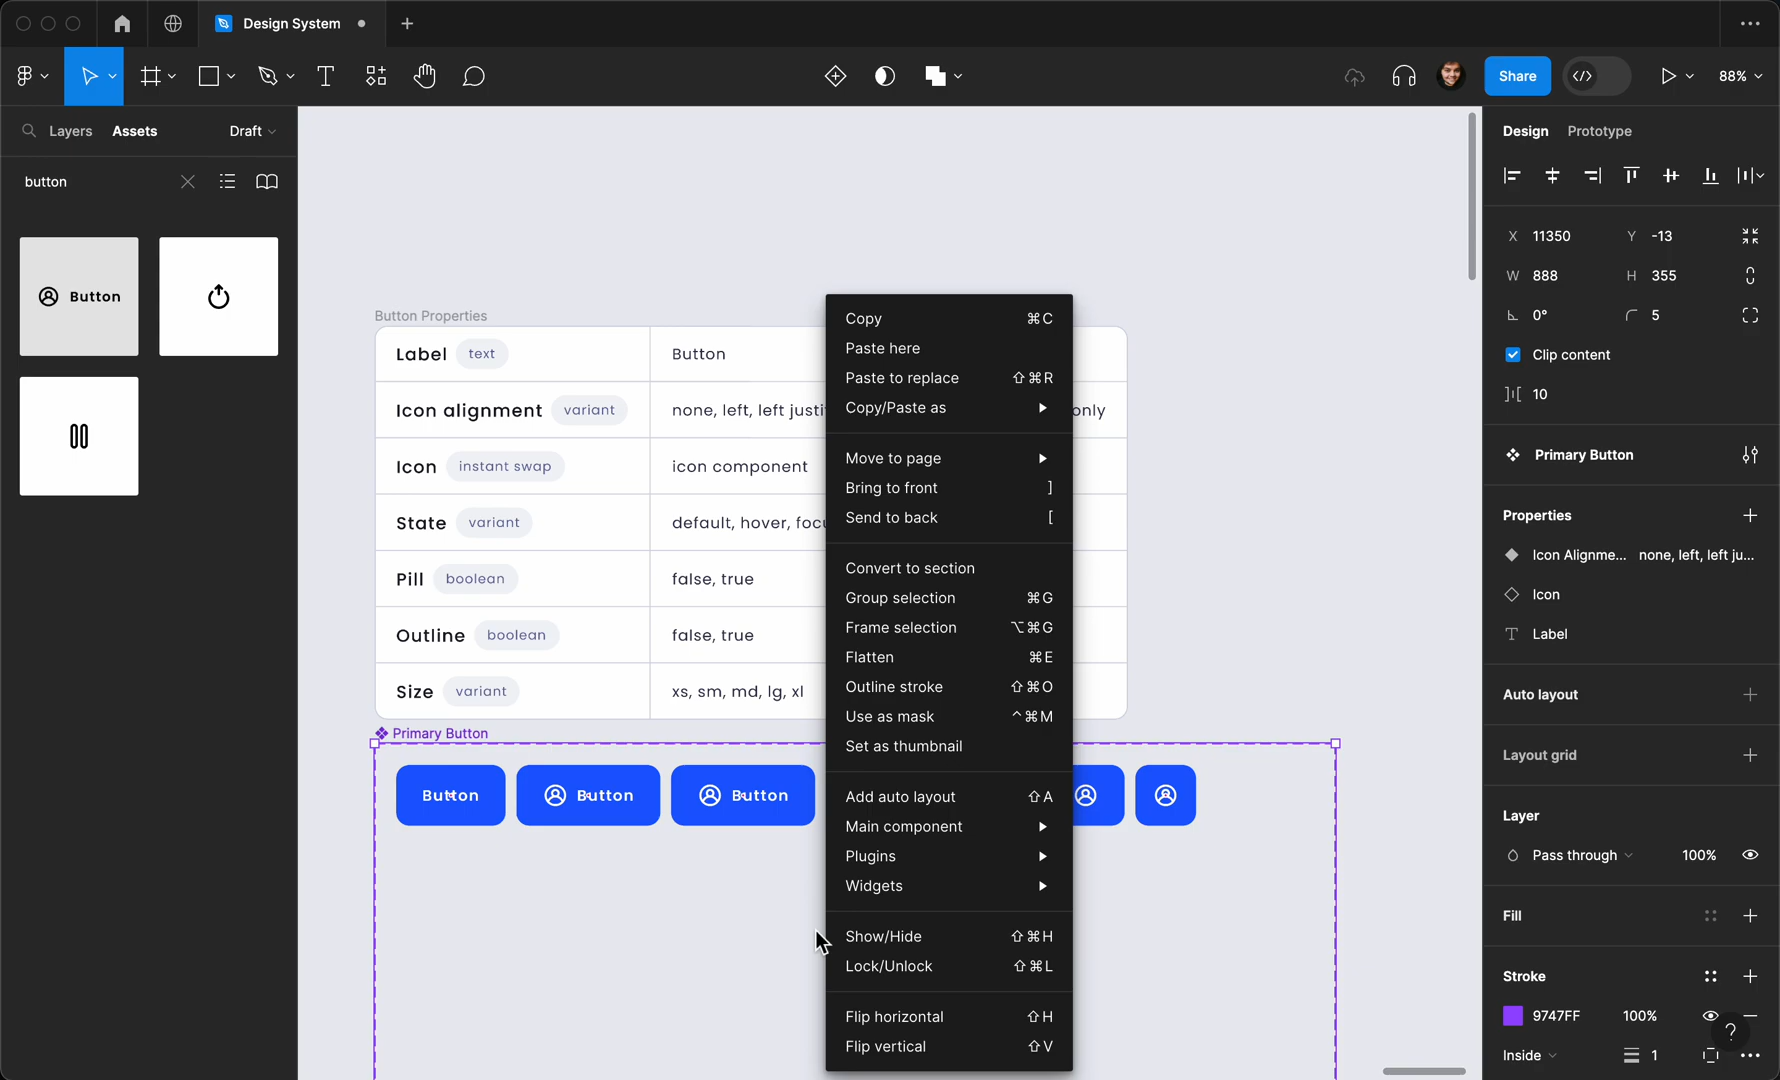 Design System
Share
88%
Layers Assets Draft
button
Button
Button Properties
Label text Button
Icon alignment variant none, left, left justi only
Icon instant swap icon component
State variant default, hover, focu
Pill boolean false, true
Outline boolean false, true
Size variant xs, sm, md, lg, xl
Primary Button
Button Button Button
Copy ⌘C
Paste here
Paste to replace ⇧⌘R
Copy/Paste as
Move to page
Bring to front ]
Send to back [
Convert to section
Group selection ⌘G
Frame selection ⌥⌘G
Flatten ⌘E
Outline stroke ⇧⌘O
Use as mask ^⌘M
Set as thumbnail
Add auto layout ⇧A
Main component
Plugins
Widgets
Show/Hide ⇧⌘H
Lock/Unlock ⇧⌘L
Flip horizontal ⇧H
Flip vertical ⇧V
Design Prototype
X 11350 Y -13
W 888 H 355
0° 5
Clip content
10
Primary Button
Properties
Icon Alignme... none, left, left ju...
Icon
Label
Auto layout
Layout grid
Layer
Pass through 100%
Fill
Stroke
9747FF 100%
?
Inside 1